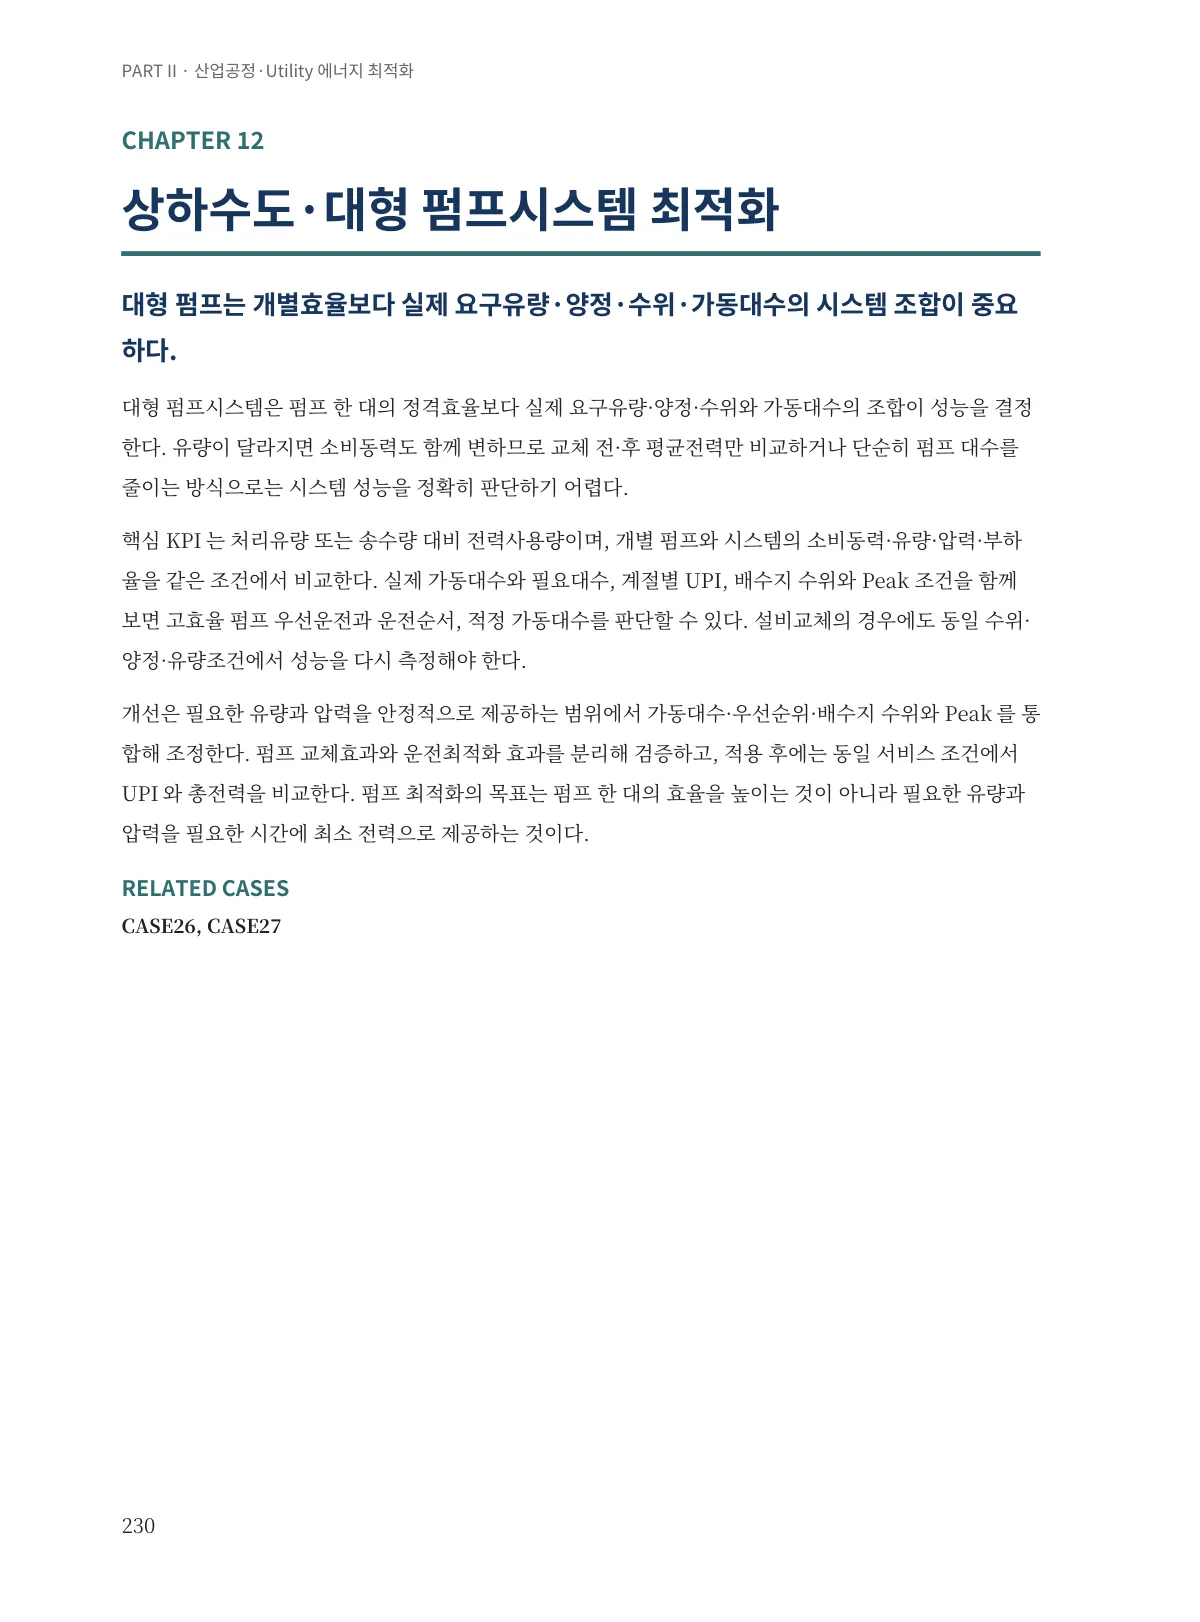 PART II · 산업공정·Utility 에너지 최적화
CHAPTER 12
상하수도·대형 펌프시스템 최적화
대형 펌프는 개별효율보다 실제 요구유량·양정·수위·가동대수의 시스템 조합이 중요
하다.
대형 펌프시스템은 펌프 한 대의 정격효율보다 실제 요구유량·양정·수위와 가동대수의 조합이 성능을 결정
한다. 유량이 달라지면 소비동력도 함께 변하므로 교체 전·후 평균전력만 비교하거나 단순히 펌프 대수를
줄이는 방식으로는 시스템 성능을 정확히 판단하기 어렵다.
핵심 KPI 는 처리유량 또는 송수량 대비 전력사용량이며, 개별 펌프와 시스템의 소비동력·유량·압력·부하
율을 같은 조건에서 비교한다. 실제 가동대수와 필요대수, 계절별 UPI, 배수지 수위와 Peak 조건을 함께
보면 고효율 펌프 우선운전과 운전순서, 적정 가동대수를 판단할 수 있다. 설비교체의 경우에도 동일 수위·
양정·유량조건에서 성능을 다시 측정해야 한다.
개선은 필요한 유량과 압력을 안정적으로 제공하는 범위에서 가동대수·우선순위·배수지 수위와 Peak 를 통
합해 조정한다. 펌프 교체효과와 운전최적화 효과를 분리해 검증하고, 적용 후에는 동일 서비스 조건에서
UPI 와 총전력을 비교한다. 펌프 최적화의 목표는 펌프 한 대의 효율을 높이는 것이 아니라 필요한 유량과
압력을 필요한 시간에 최소 전력으로 제공하는 것이다.
RELATED CASES
CASE26, CASE27
230